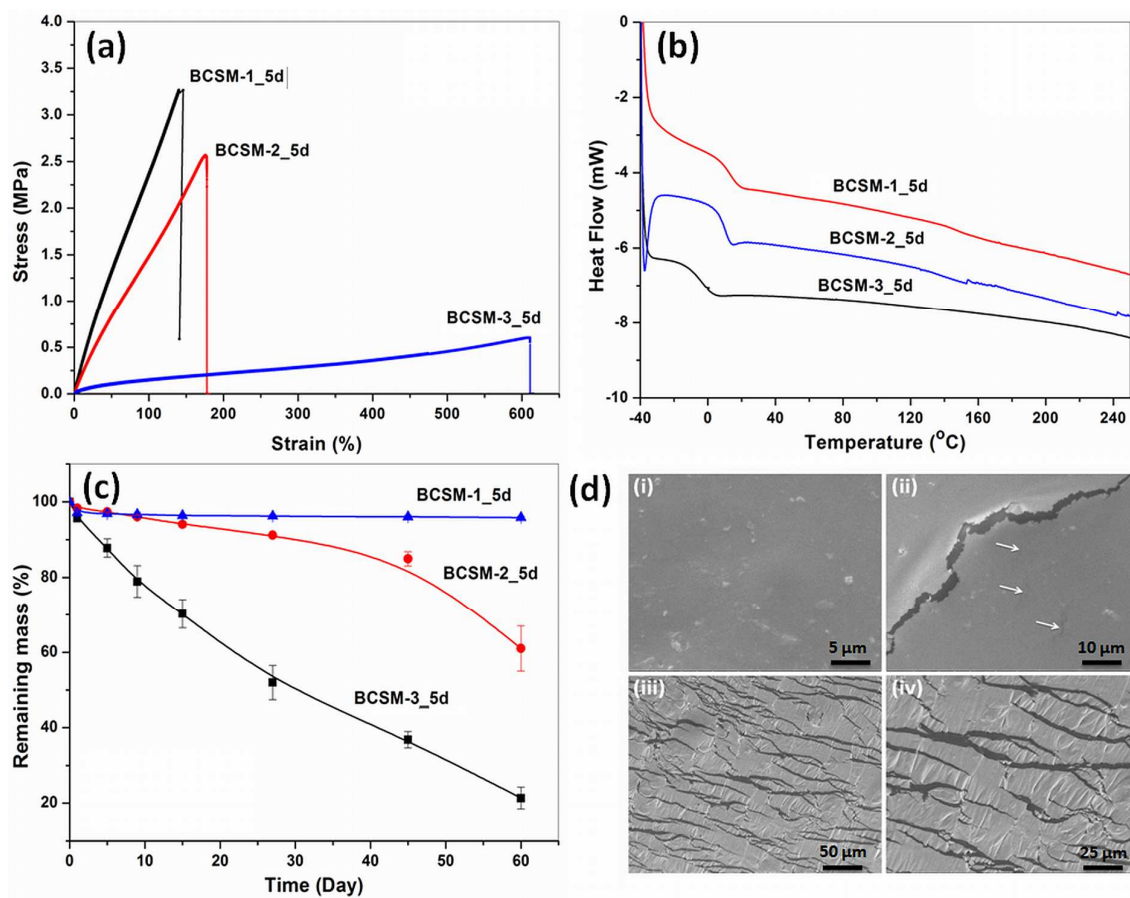 (a)
4.0
3.5
3.0
2.5
2.0
1.5
1.0
0.5
0.0
Stress (MPa)
BCSM-1_5d
BCSM-2_5d
BCSM-3_5d
0 100 200 300 400 500 600
Strain (%)
(b)
0
-2
-4
-6
-8
-10
Heat Flow (mW)
BCSM-1_5d
BCSM-2_5d
BCSM-3_5d
-40 0 40 80 120 160 200 240
Temperature (°C)
(c)
100
80
60
40
20
Remaining mass (%)
BCSM-1_5d
BCSM-2_5d
BCSM-3_5d
0 10 20 30 40 50 60
Time (Day)
(d)
(i)
5 μm
(ii)
10 μm
(iii)
50 μm
(iv)
25 μm